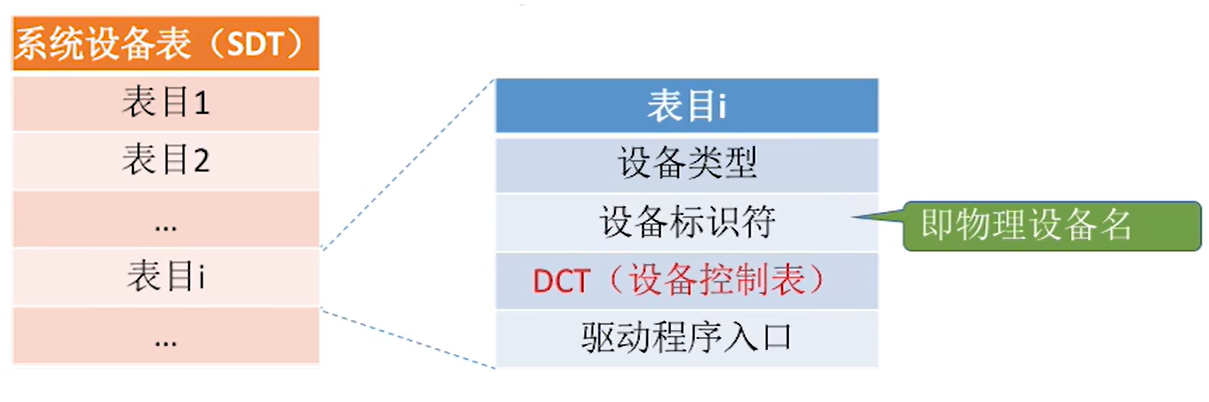 系统设备表（SDT）
表目1
表目2
...
表目i
...
表目i
设备类型
设备标识符
DCT（设备控制表）
驱动程序入口
即物理设备名